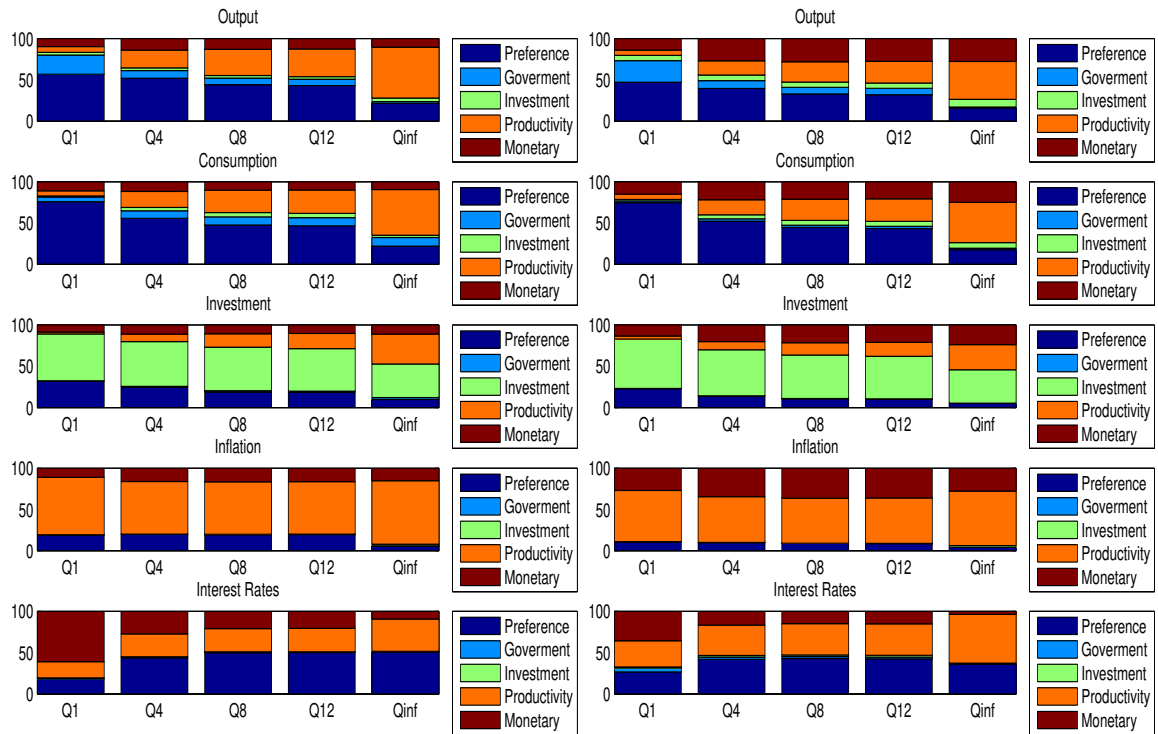 Output
100
50
0
Q1 Q4 Q8 Q12 Qinf
Preference
Goverment
Investment
Productivity
Monetary
Consumption
100
50
0
Q1 Q4 Q8 Q12 Qinf
Preference
Goverment
Investment
Productivity
Monetary
Investment
100
50
0
Q1 Q4 Q8 Q12 Qinf
Preference
Goverment
Investment
Productivity
Monetary
Inflation
100
50
0
Q1 Q4 Q8 Q12 Qinf
Preference
Goverment
Investment
Productivity
Monetary
Interest Rates
100
50
0
Q1 Q4 Q8 Q12 Qinf
Preference
Goverment
Investment
Productivity
Monetary
Output
100
50
0
Q1 Q4 Q8 Q12 Qinf
Preference
Goverment
Investment
Productivity
Monetary
Consumption
100
50
0
Q1 Q4 Q8 Q12 Qinf
Preference
Goverment
Investment
Productivity
Monetary
Investment
100
50
0
Q1 Q4 Q8 Q12 Qinf
Preference
Goverment
Investment
Productivity
Monetary
Inflation
100
50
0
Q1 Q4 Q8 Q12 Qinf
Preference
Goverment
Investment
Productivity
Monetary
Interest Rates
100
50
0
Q1 Q4 Q8 Q12 Qinf
Preference
Goverment
Investment
Productivity
Monetary